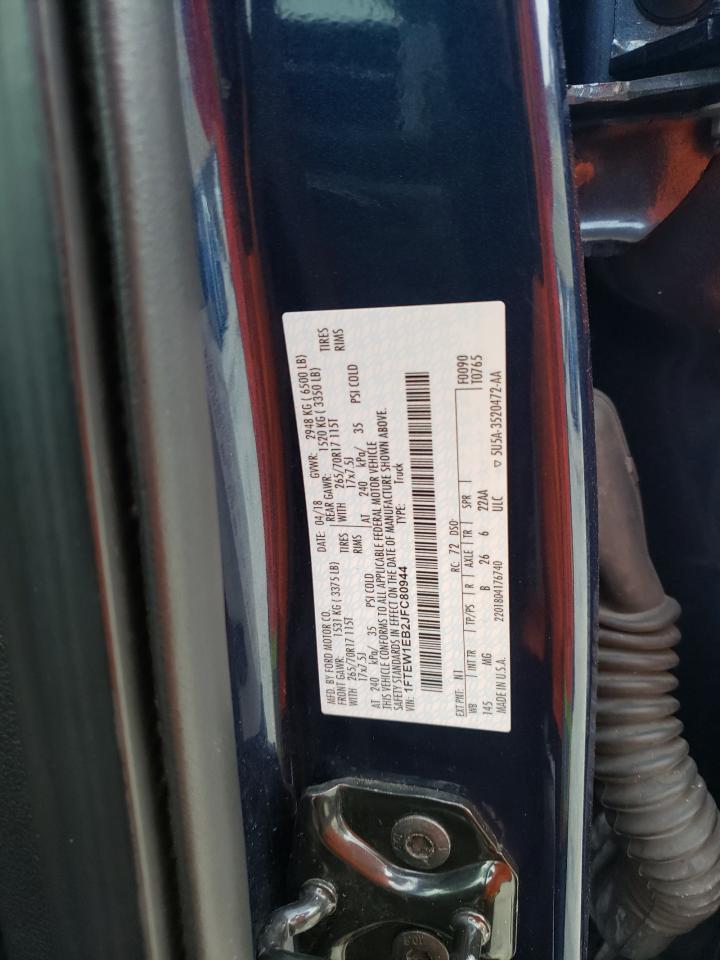 MFD. BY FORD MOTOR CO.
DATE: 04/18 GVWR: 2948 KG ( 6500 LB)
FRONT GAWR: 1531 KG ( 3375 LB) REAR GAWR: 1520 KG ( 3350 LB)
WITH 265/70R17 115T TIRES WITH 265/70R17 115T TIRES
17x7.5J RIMS 17x7.5J RIMS
AT 240 kPa/ 35 PSI COLD AT 240 kPa/ 35 PSI COLD
THIS VEHICLE CONFORMS TO ALL APPLICABLE FEDERAL MOTOR VEHICLE
SAFETY STANDARDS IN EFFECT ON THE DATE OF MANUFACTURE SHOWN ABOVE.
VIN: 1FTEW1EB2JFC80944 TYPE: Truck
F0090
T0765
EXT PNT: N1 RC: 72 DSO:
WB INT TR TP/PS R AXLE TR SPR
145 MG B 26 6 22AA
MADE IN U.S.A. 2201804176740 ULC
▽ 5U5A-3520472-AA